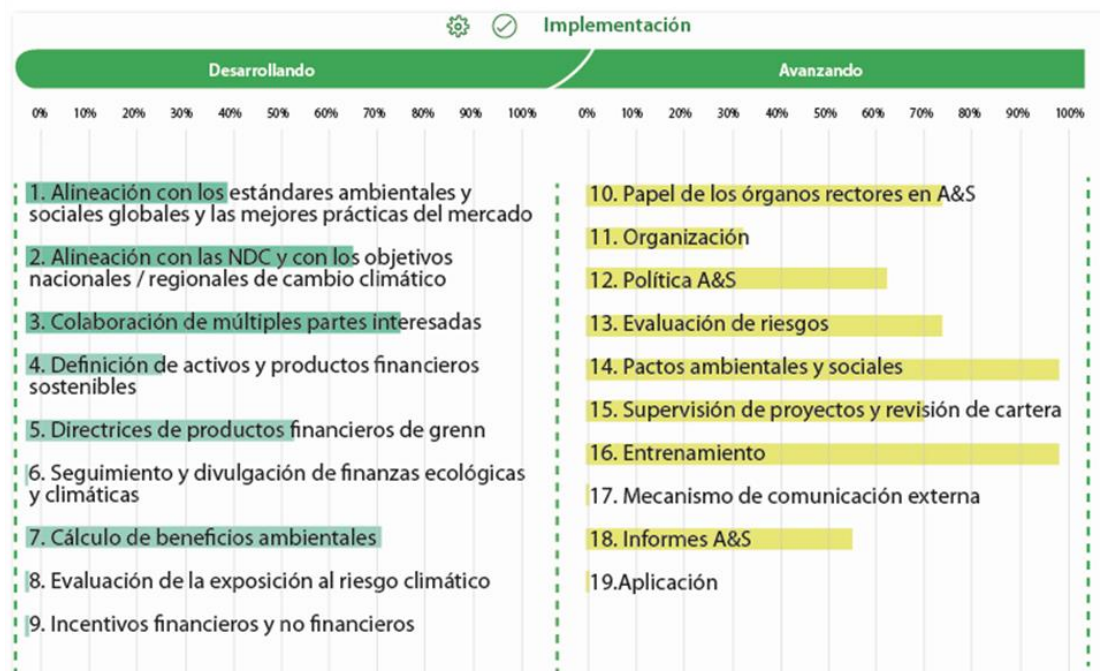 Implementación
Desarrollando
Avanzando
0% 10% 20% 30% 40% 50% 60% 70% 80% 90% 100%
0% 10% 20% 30% 40% 50% 60% 70% 80% 90% 100%
1. Alineación con los estándares ambientales y
sociales globales y las mejores prácticas del mercado
2. Alineación con las NDC y con los objetivos
nacionales / regionales de cambio climático
3. Colaboración de múltiples partes interesadas
4. Definición de activos y productos financieros
sostenibles
5. Directrices de productos financieros de grenn
6. Seguimiento y divulgación de finanzas ecológicas
y climáticas
7. Cálculo de beneficios ambientales
8. Evaluación de la exposición al riesgo climático
9. Incentivos financieros y no financieros
10. Papel de los órganos rectores en A&S
11. Organización
12. Política A&S
13. Evaluación de riesgos
14. Pactos ambientales y sociales
15. Supervisión de proyectos y revisión de cartera
16. Entrenamiento
17. Mecanismo de comunicación externa
18. Informes A&S
19.Aplicación